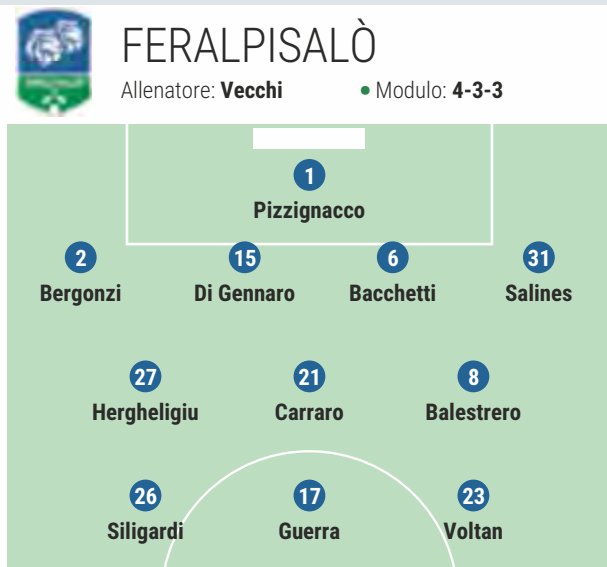 FERALPISALÒ
Allenatore: Vecchi • Modulo: 4-3-3
1
Pizzignacco
2 15 6 31
Bergonzi Di Gennaro Bacchetti Salines
27 21 8
Hergheligiu Carraro Balestrero
26 17 23
Siligardi Guerra Voltan